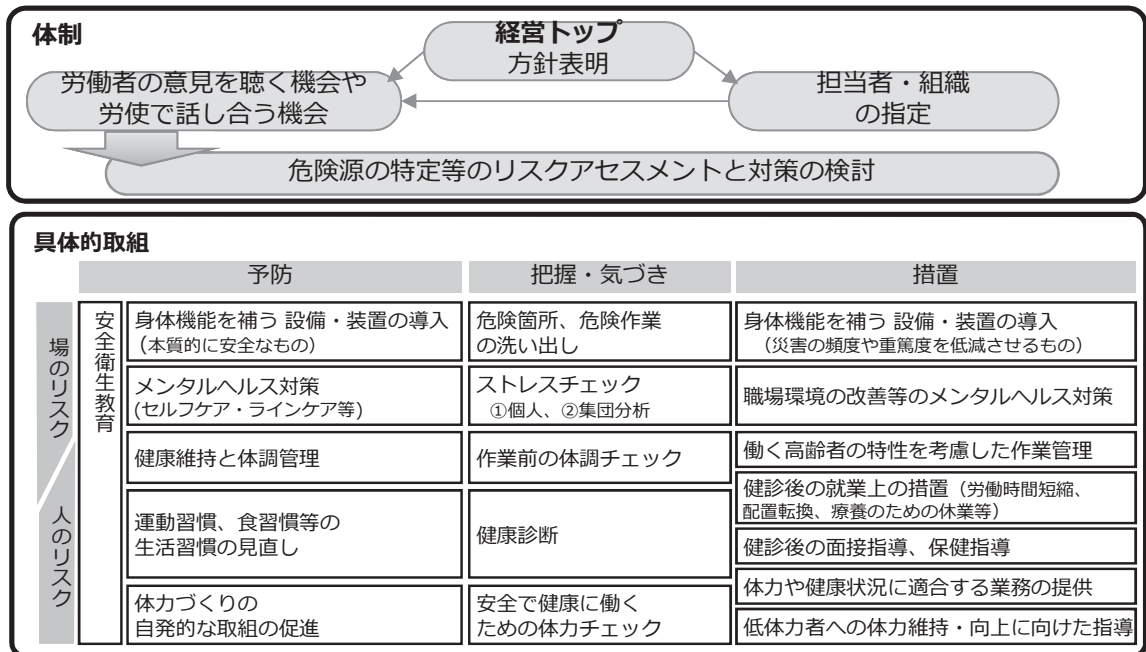 体制
経営トップ
方針表明
労働者の意見を聴く機会や
労使で話し合う機会
担当者・組織
の指定
危険源の特定等のリスクアセスメントと対策の検討
具体的取組
予防
把握・気づき
措置
場のリスク
人のリスク
安全衛生教育
身体機能を補う 設備・装置の導入
（本質的に安全なもの）
危険箇所、危険作業
の洗い出し
身体機能を補う 設備・装置の導入
（災害の頻度や重篤度を低減させるもの）
メンタルヘルス対策
(セルフケア・ラインケア等)
ストレスチェック
①個人、②集団分析
職場環境の改善等のメンタルヘルス対策
健康維持と体調管理
作業前の体調チェック
働く高齢者の特性を考慮した作業管理
運動習慣、食習慣等の
生活習慣の見直し
健康診断
健診後の就業上の措置（労働時間短縮、
配置転換、療養のための休業等）
健診後の面接指導、保健指導
体力づくりの
自発的な取組の促進
安全で健康に働く
ための体力チェック
体力や健康状況に適合する業務の提供
低体力者への体力維持・向上に向けた指導